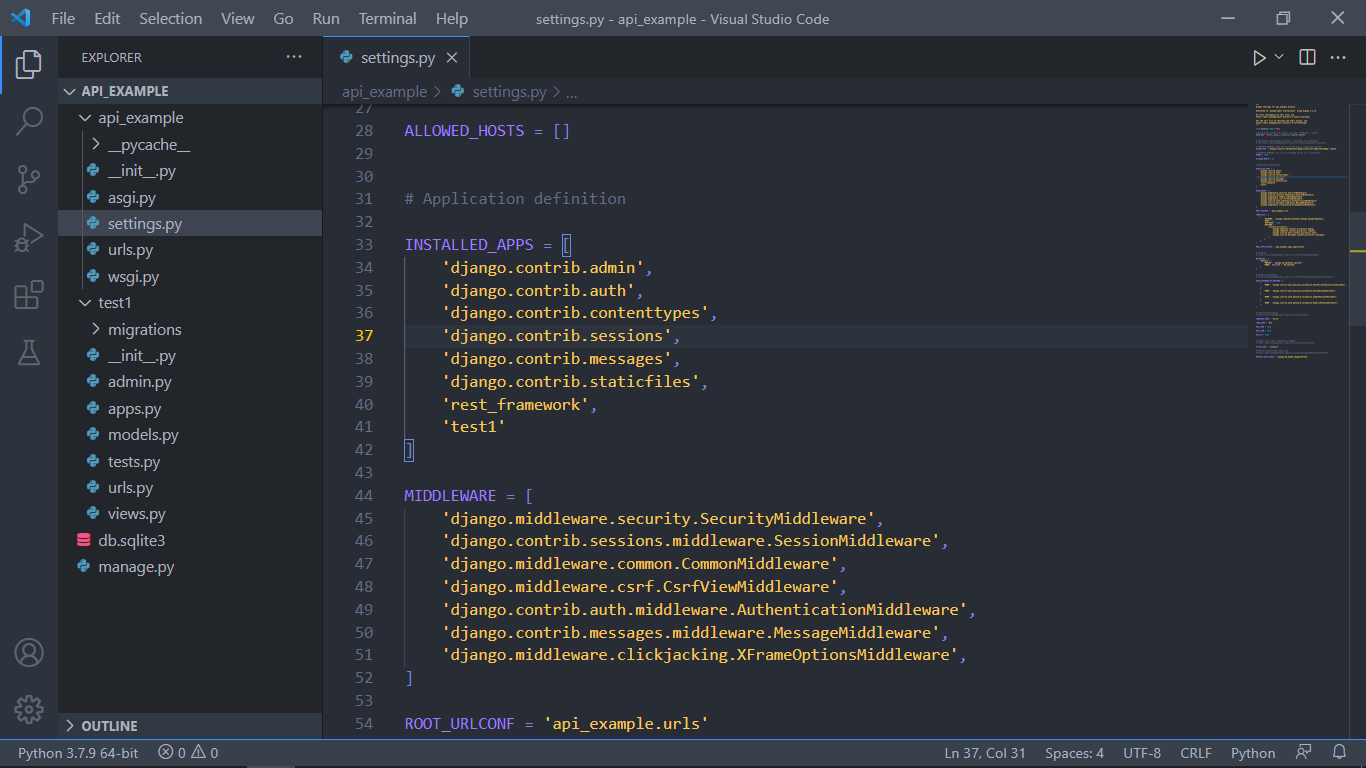 File Edit Selection View Go Run Terminal Help
settings.py - api_example - Visual Studio Code
EXPLORER
API_EXAMPLE
api_example
__pycache__
__init__.py
asgi.py
settings.py
urls.py
wsgi.py
test1
migrations
__init__.py
admin.py
apps.py
models.py
tests.py
urls.py
views.py
db.sqlite3
manage.py
OUTLINE
settings.py
api_example > settings.py > ...
27
28 ALLOWED_HOSTS = []
29
30
31 # Application definition
32
33 INSTALLED_APPS = [
34 'django.contrib.admin',
35 'django.contrib.auth',
36 'django.contrib.contenttypes',
37 'django.contrib.sessions',
38 'django.contrib.messages',
39 'django.contrib.staticfiles',
40 'rest_framework',
41 'test1'
42 ]
43
44 MIDDLEWARE = [
45 'django.middleware.security.SecurityMiddleware',
46 'django.contrib.sessions.middleware.SessionMiddleware',
47 'django.middleware.common.CommonMiddleware',
48 'django.middleware.csrf.CsrfViewMiddleware',
49 'django.contrib.auth.middleware.AuthenticationMiddleware',
50 'django.contrib.messages.middleware.MessageMiddleware',
51 'django.middleware.clickjacking.XFrameOptionsMiddleware',
52 ]
53
54 ROOT_URLCONF = 'api_example.urls'
Python 3.7.9 64-bit 0 0 Ln 37, Col 31 Spaces: 4 UTF-8 CRLF Python